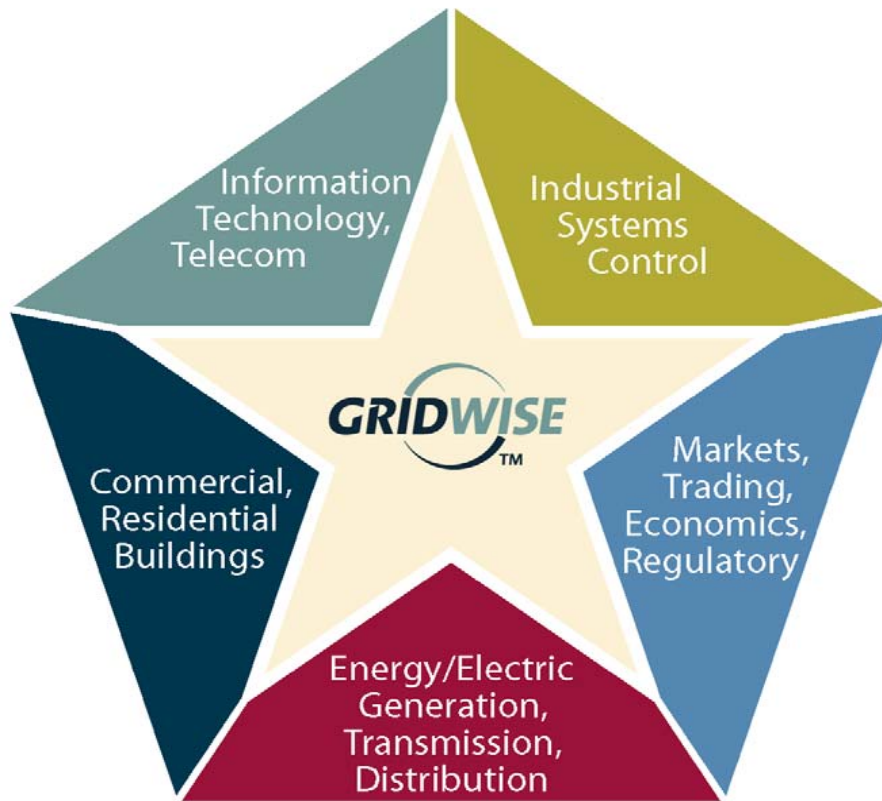 Information
Technology,
Telecom
Industrial
Systems
Control
GRIDWISE
TM
Commercial,
Residential
Buildings
Markets,
Trading,
Economics,
Regulatory
Energy/Electric
Generation,
Transmission,
Distribution